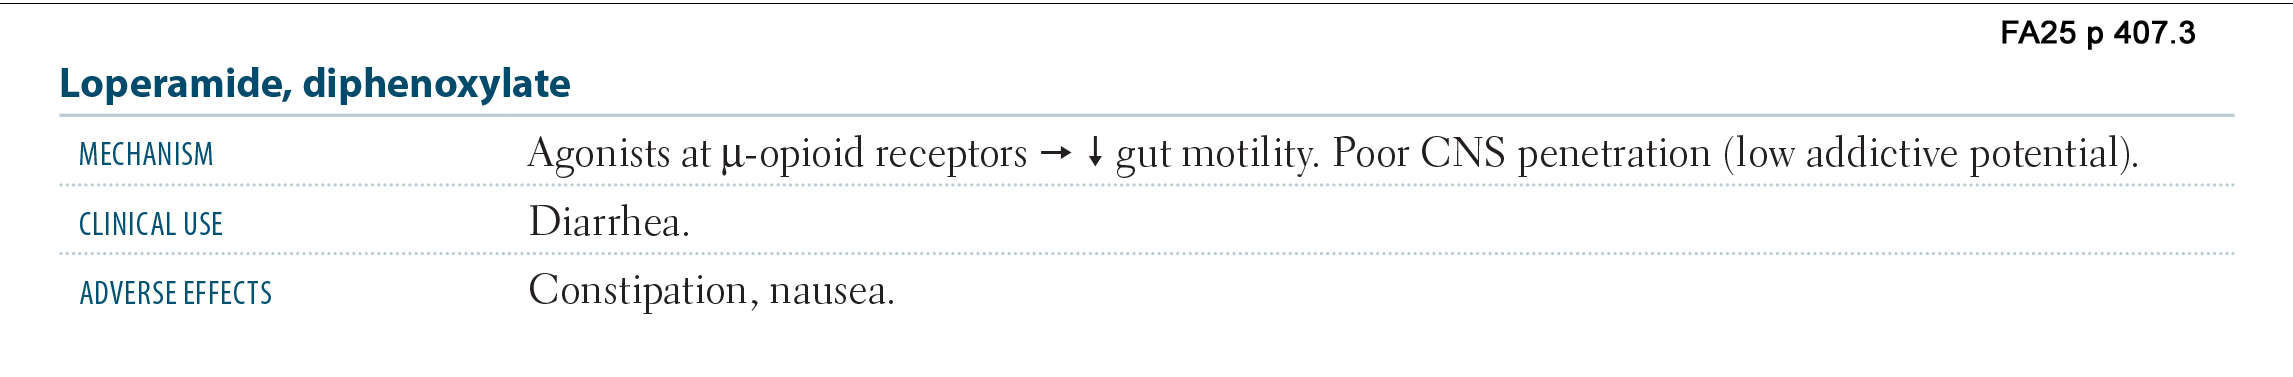 FA25 p 407.3
Loperamide, diphenoxylate
MECHANISM Agonists at μ-opioid receptors → ↓ gut motility. Poor CNS penetration (low addictive potential).
CLINICAL USE Diarrhea.
ADVERSE EFFECTS Constipation, nausea.